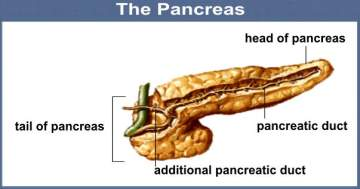 The Pancreas
head of pancreas
tail of pancreas
pancreatic duct
additional pancreatic duct